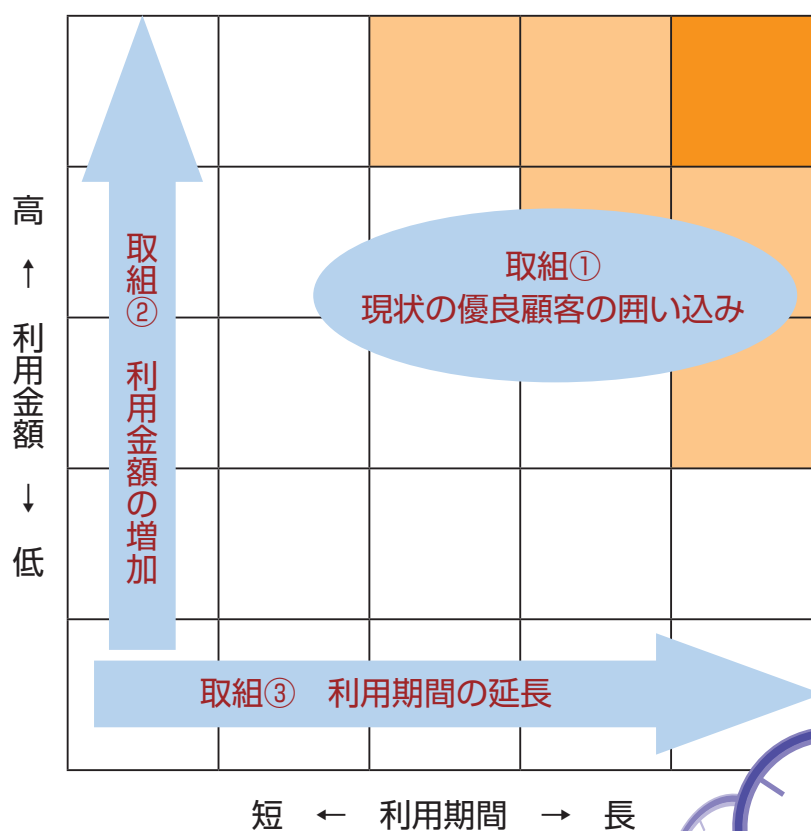 高 ↑ 利用金額 ↓ 低
取組② 利用金額の増加
取組①
現状の優良顧客の囲い込み
取組③ 利用期間の延長
短 ← 利用期間 → 長